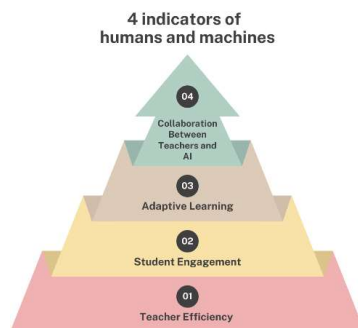 4 indicators of
humans and machines
04
Collaboration
Between
Teachers and
AI
03
Adaptive Learning
02
Student Engagement
01
Teacher Efficiency